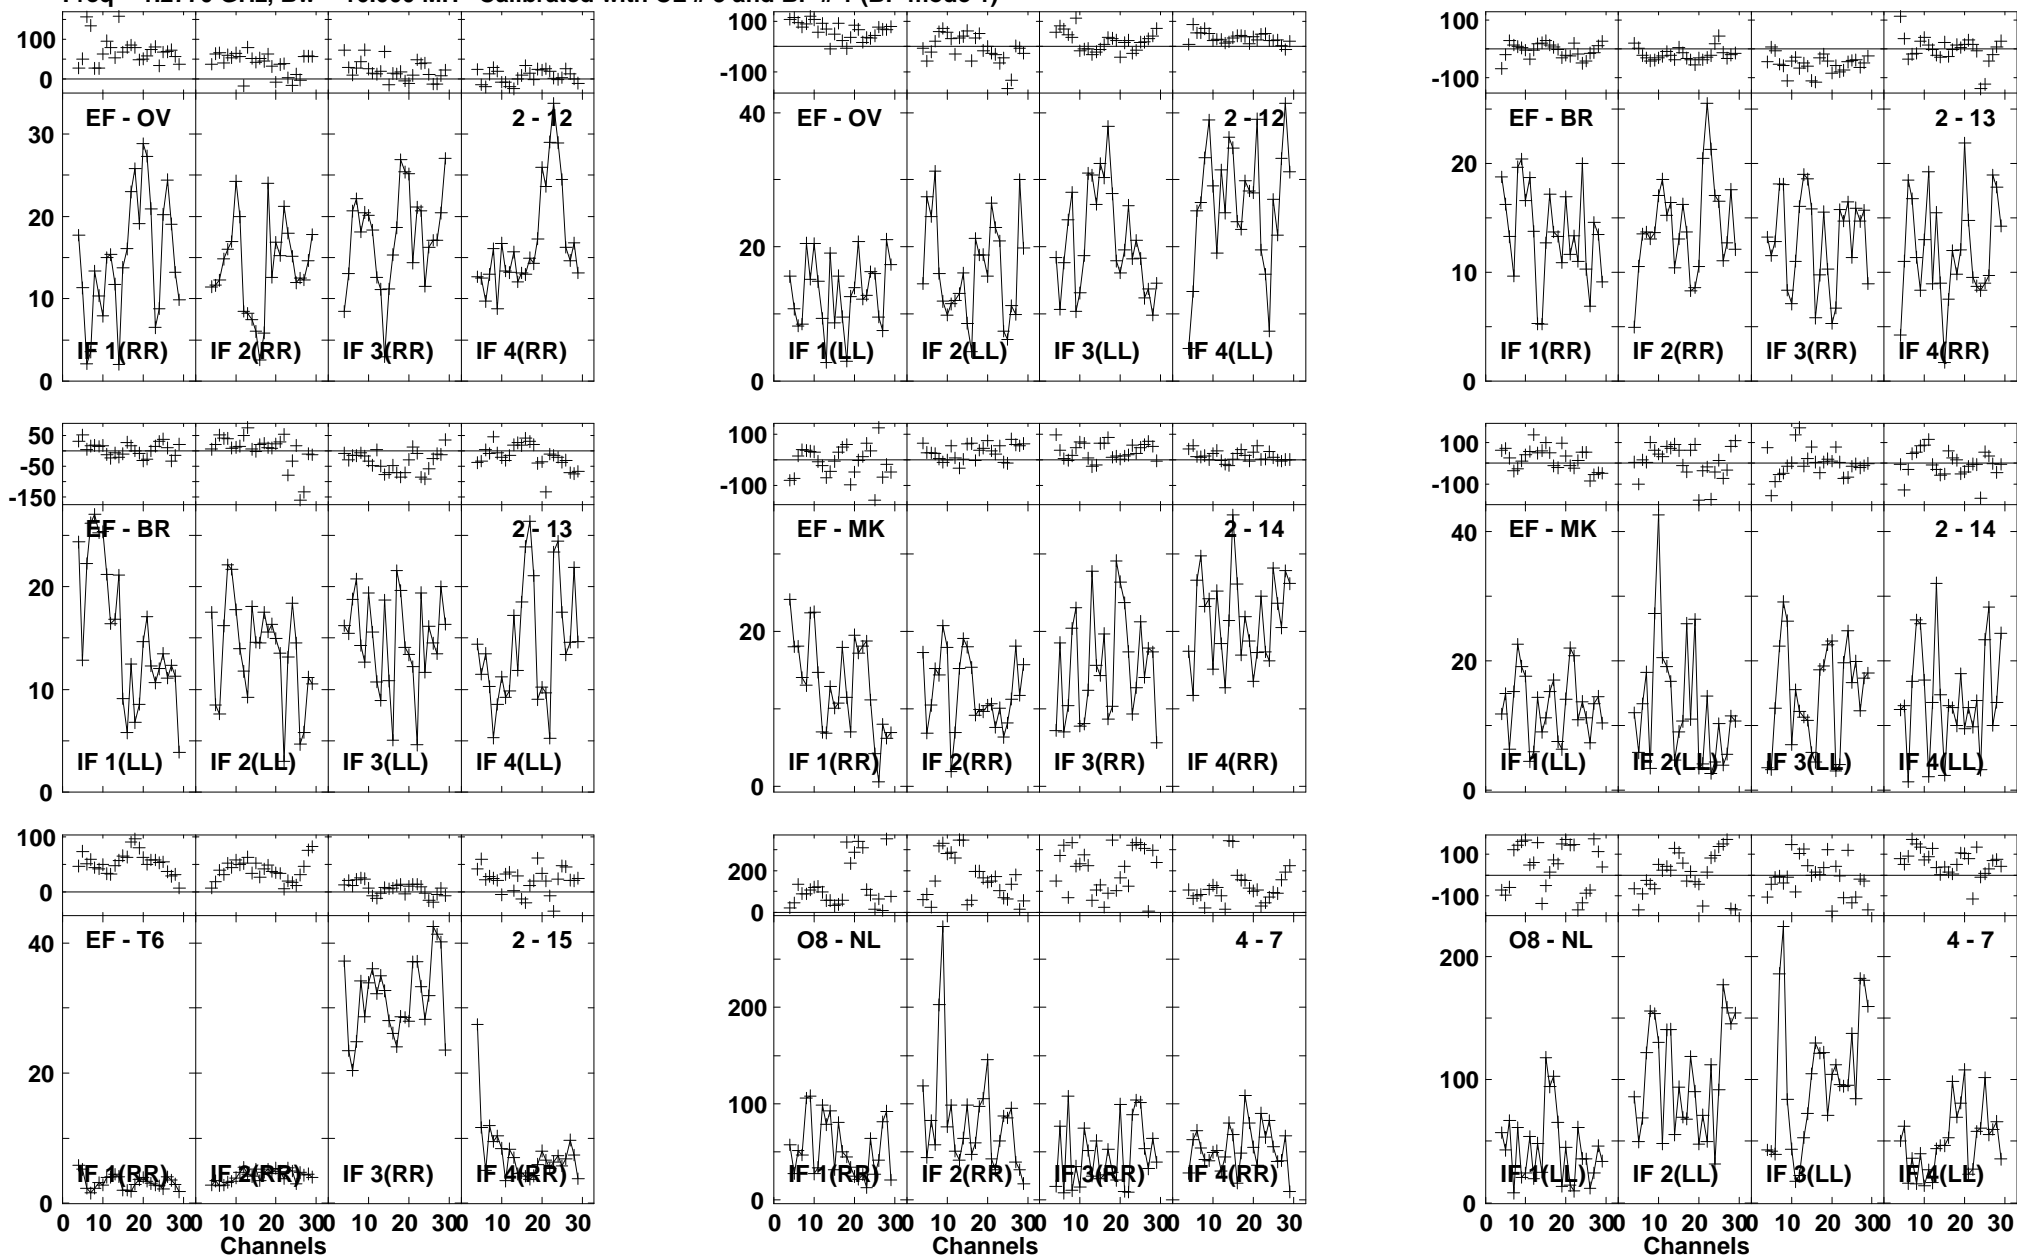 100
0
100
-100
100
-100
EF - OV
2 - 12
EF - OV
2 - 12
EF - BR
2 - 13
30
20
10
0
40
20
0
20
10
0
IF 1(RR)
IF 2(RR)
IF 3(RR)
IF 4(RR)
IF 1(LL)
IF 2(LL)
IF 3(LL)
IF 4(LL)
IF 1(RR)
IF 2(RR)
IF 3(RR)
IF 4(RR)
50
-50
-150
100
-100
100
-100
EF - BR
2 - 13
EF - MK
2 - 14
EF - MK
2 - 14
20
10
0
20
0
40
20
0
IF 1(LL)
IF 2(LL)
IF 3(LL)
IF 4(LL)
IF 1(RR)
IF 2(RR)
IF 3(RR)
IF 4(RR)
IF 1(LL)
IF 2(LL)
IF 3(LL)
IF 4(LL)
100
0
200
0
100
-100
EF - T6
2 - 15
O8 - NL
4 - 7
O8 - NL
4 - 7
40
20
0
200
100
0
200
100
0
IF 1(RR)
IF 2(RR)
IF 3(RR)
IF 4(RR)
IF 1(RR)
IF 2(RR)
IF 3(RR)
IF 4(RR)
IF 1(LL)
IF 2(LL)
IF 3(LL)
IF 4(LL)
0 10 20 30 0 10 20 30 0 10 20 30 0 10 20 30
0 10 20 30 0 10 20 30 0 10 20 30 0 10 20 30
0 10 20 30 0 10 20 30 0 10 20 30 0 10 20 30
Channels
Channels
Channels